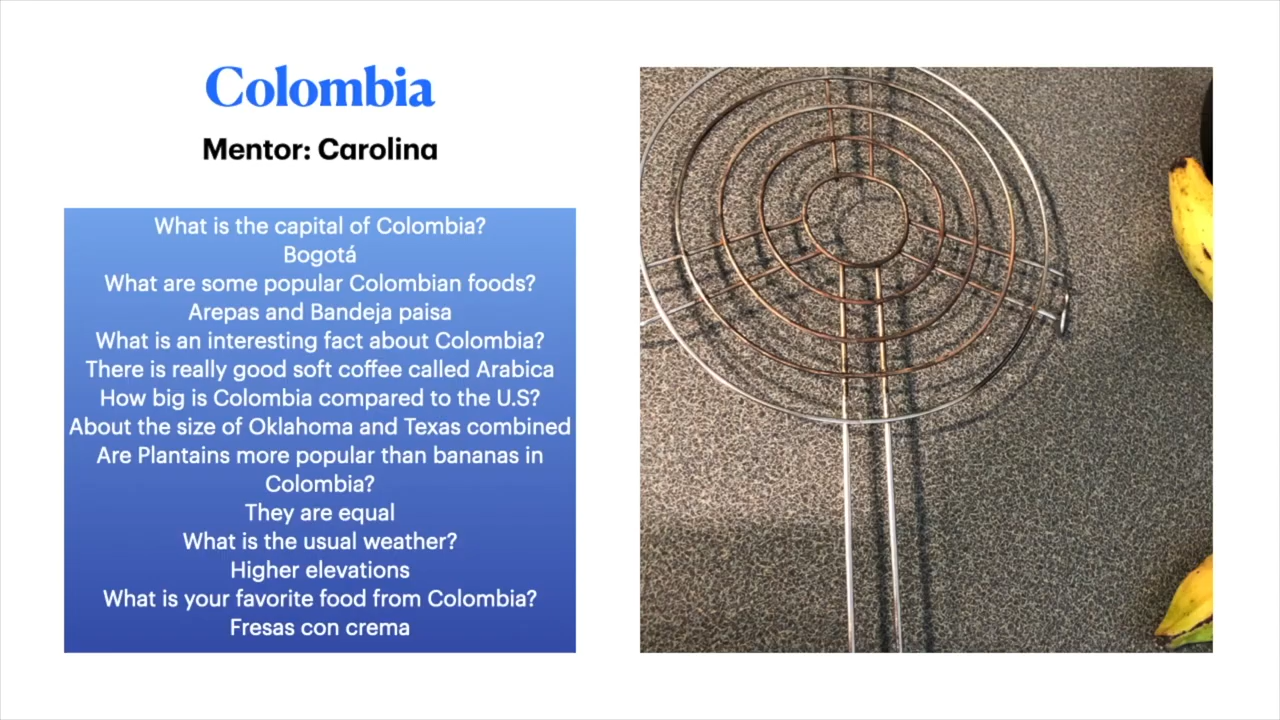 Colombia
Mentor: Carolina
What is the capital of Colombia?
Bogotá
What are some popular Colombian foods?
Arepas and Bandeja paisa
What is an interesting fact about Colombia?
There is really good soft coffee called Arabica
How big is Colombia compared to the U.S?
About the size of Oklahoma and Texas combined
Are Plantains more popular than bananas in
Colombia?
They are equal
What is the usual weather?
Higher elevations
What is your favorite food from Colombia?
Fresas con crema